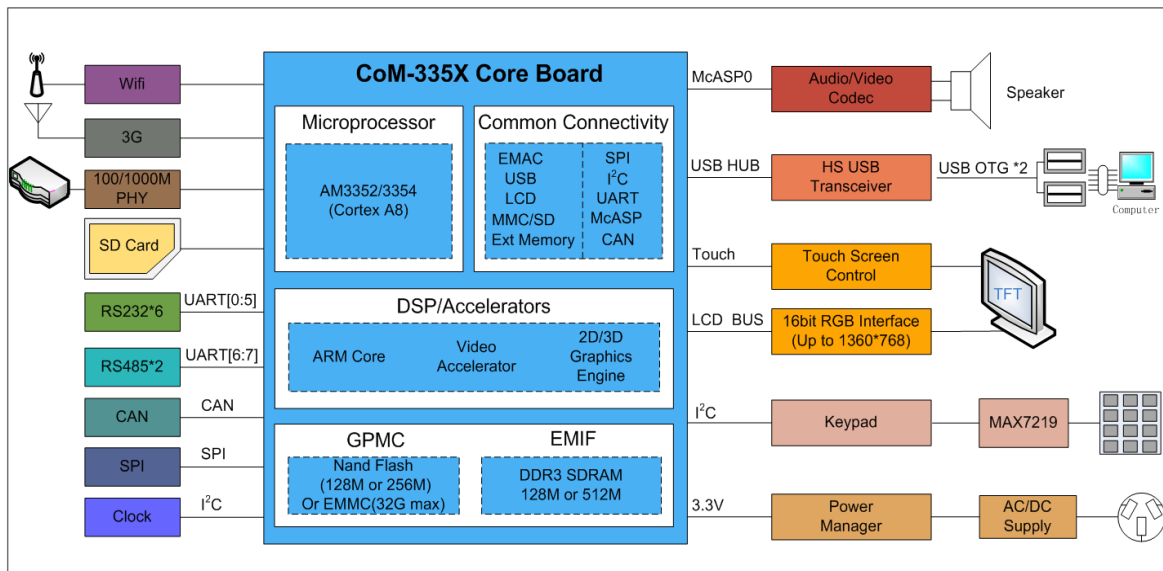 CoM-335X Core Board
Wifi
3G
100/1000M
PHY
SD Card
RS232*6
UART[0:5]
RS485*2
UART[6:7]
CAN
CAN
SPI
SPI
Clock
I²C
Microprocessor
AM3352/3354
(Cortex A8)
Common Connectivity
EMAC
USB
LCD
MMC/SD
Ext Memory
SPI
I²C
UART
McASP
CAN
DSP/Accelerators
ARM Core
Video
Accelerator
2D/3D
Graphics
Engine
GPMC
Nand Flash
(128M or 256M)
Or EMMC(32G max)
EMIF
DDR3 SDRAM
128M or 512M
McASP0
Audio/Video
Codec
Speaker
USB HUB
HS USB
Transceiver
USB OTG *2
Computer
Touch
Touch Screen
Control
TFT
LCD BUS
16bit RGB Interface
(Up to 1360*768)
I²C
Keypad
MAX7219
3.3V
Power
Manager
AC/DC
Supply